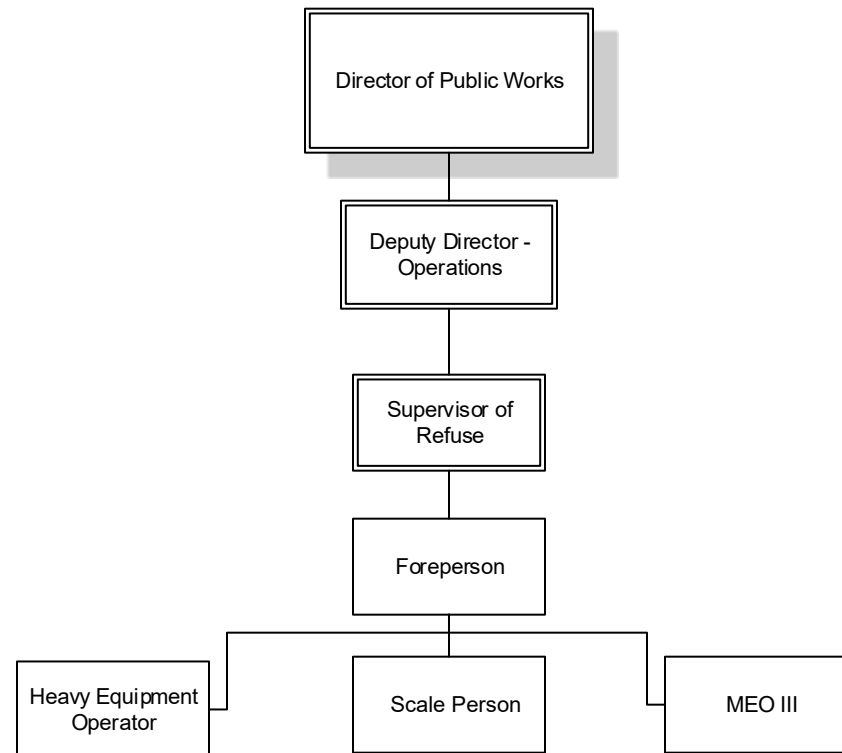 Director of Public Works
Deputy Director -
Operations
Supervisor of
Refuse
Foreperson
Heavy Equipment
Operator
Scale Person
MEO III